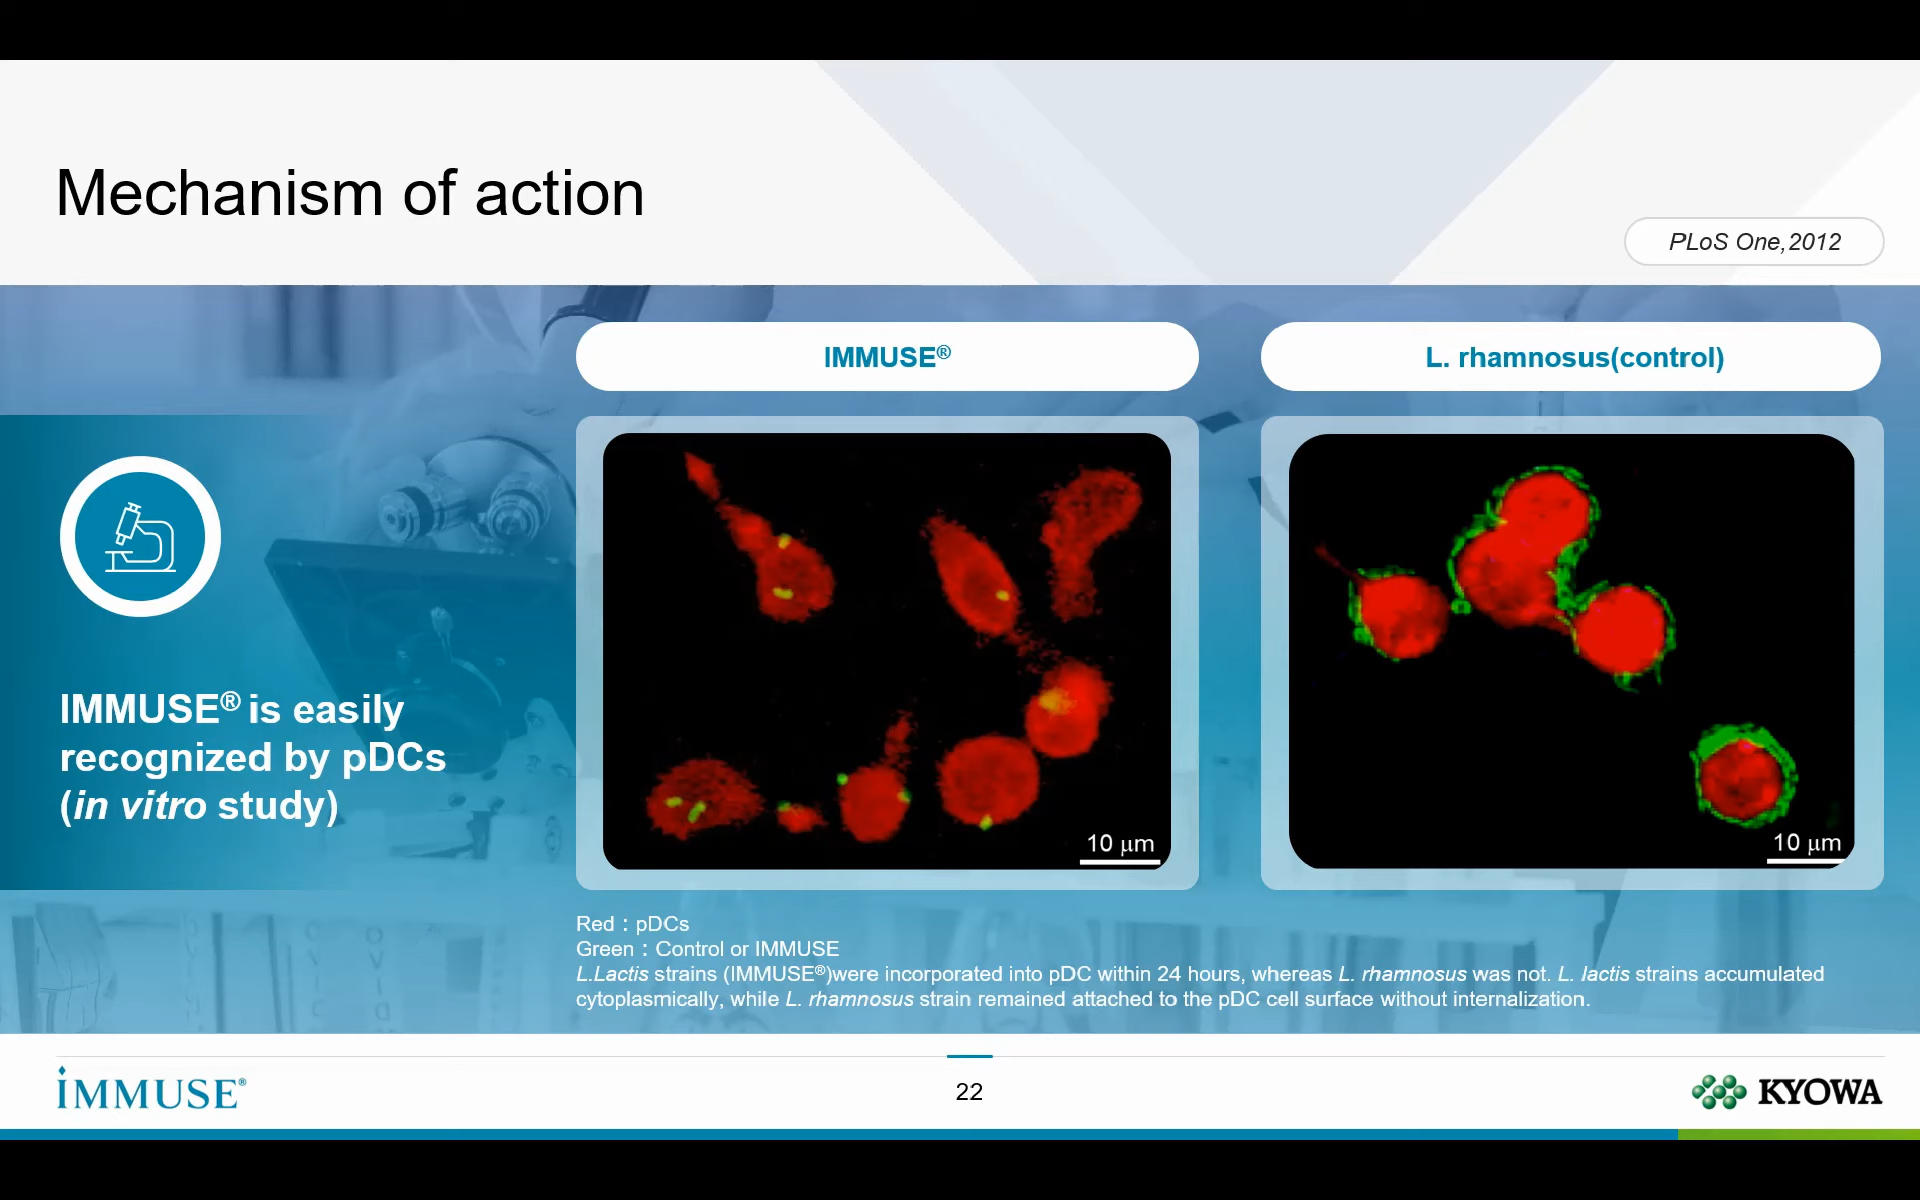 Mechanism of action
PLoS One,2012
IMMUSE®
L. rhamnosus(control)
IMMUSE® is easily
recognized by pDCs
(in vitro study)
10 μm
10 μm
Red：pDCs
Green：Control or IMMUSE
L.Lactis strains (IMMUSE®)were incorporated into pDC within 24 hours, whereas L. rhamnosus was not. L. lactis strains accumulated
cytoplasmically, while L. rhamnosus strain remained attached to the pDC cell surface without internalization.
iMMUSE®
22
KYOWA